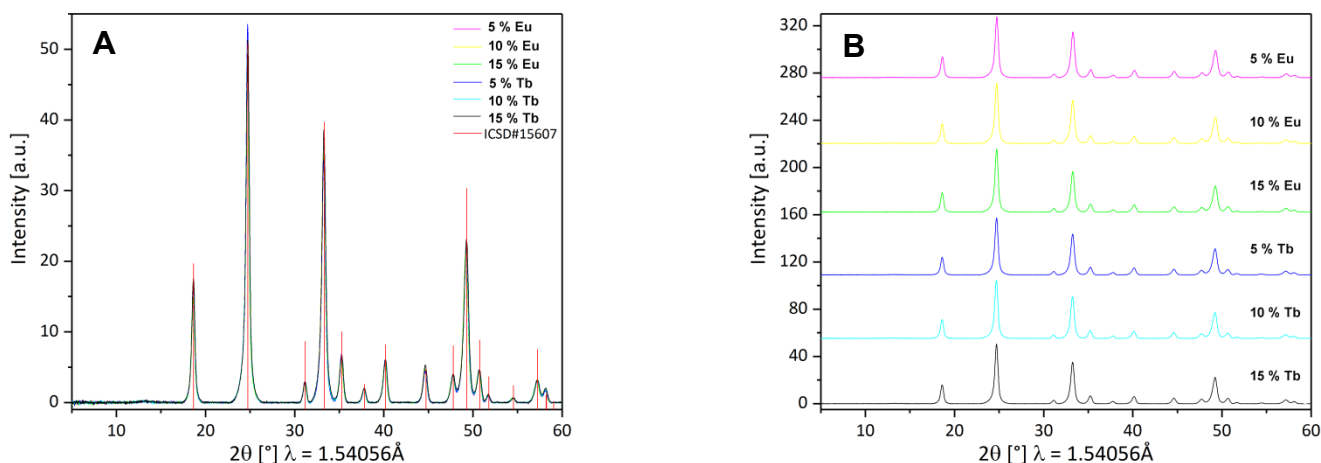 A
5 % Eu
10 % Eu
15 % Eu
5 % Tb
10 % Tb
15 % Tb
ICSD#15607
Intensity [a.u.]
50
40
30
20
10
0
10 20 30 40 50 60
2θ [°] λ = 1.54056Å
B
Intensity [a.u.]
320
280
240
200
160
120
80
40
0
5 % Eu
10 % Eu
15 % Eu
5 % Tb
10 % Tb
15 % Tb
10 20 30 40 50 60
2θ [°] λ = 1.54056Å